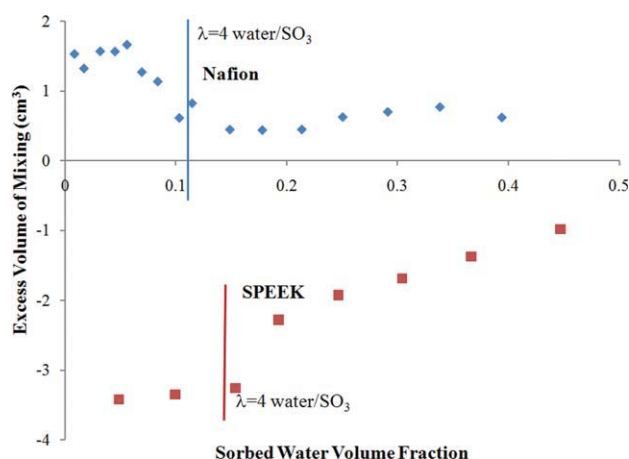 2
λ=4 water/SO3
Nafion
1
0
0 0.1 0.2 0.3 0.4 0.5
-1
SPEEK
-2
-3
λ=4 water/SO3
-4
Excess Volume of Mixing (cm³)
Sorbed Water Volume Fraction